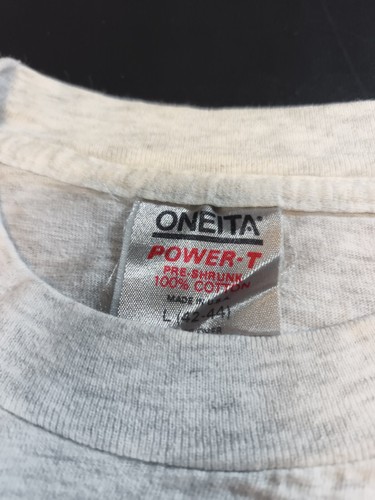 ONEITA®
POWER-T
PRE-SHRUNK
100% COTTON
MADE IN
L (42-44)